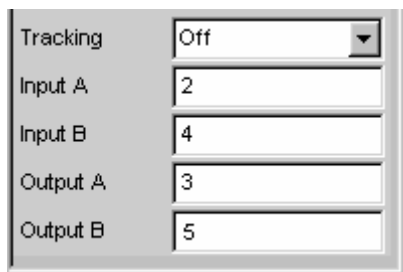 Tracking Off
Input A 2
Input B 4
Output A 3
Output B 5